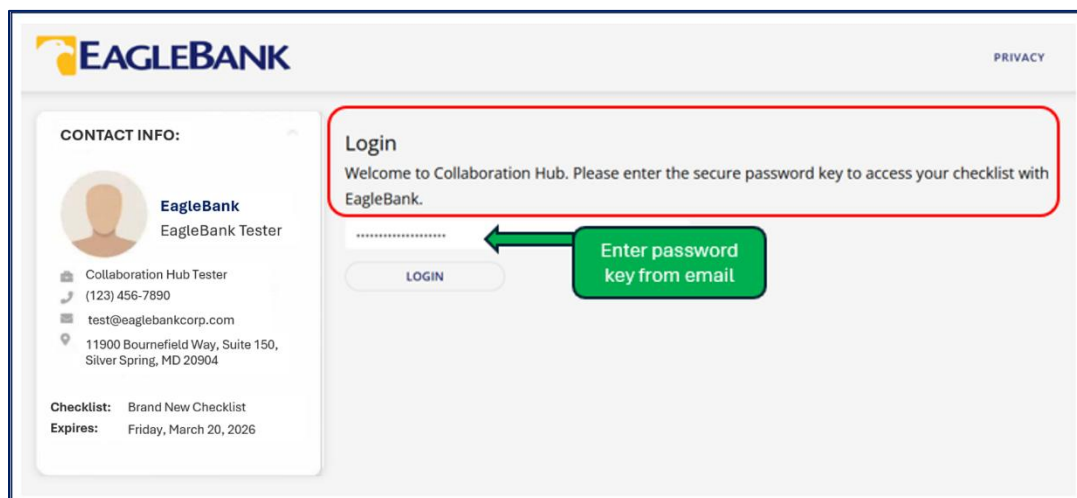 EAGLEBANK
PRIVACY
CONTACT INFO:
EagleBank
EagleBank Tester
Collaboration Hub Tester
(123) 456-7890
test@eaglebankcorp.com
11900 Bournefield Way, Suite 150,
Silver Spring, MD 20904
Checklist: Brand New Checklist
Expires: Friday, March 20, 2026
Login
Welcome to Collaboration Hub. Please enter the secure password key to access your checklist with
EagleBank.
Enter password
key from email
LOGIN